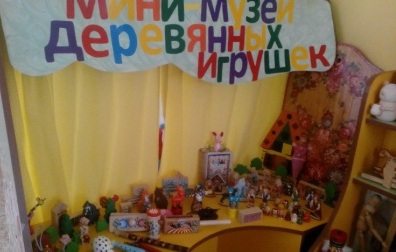 Мини-музей
деревянных
игрушек